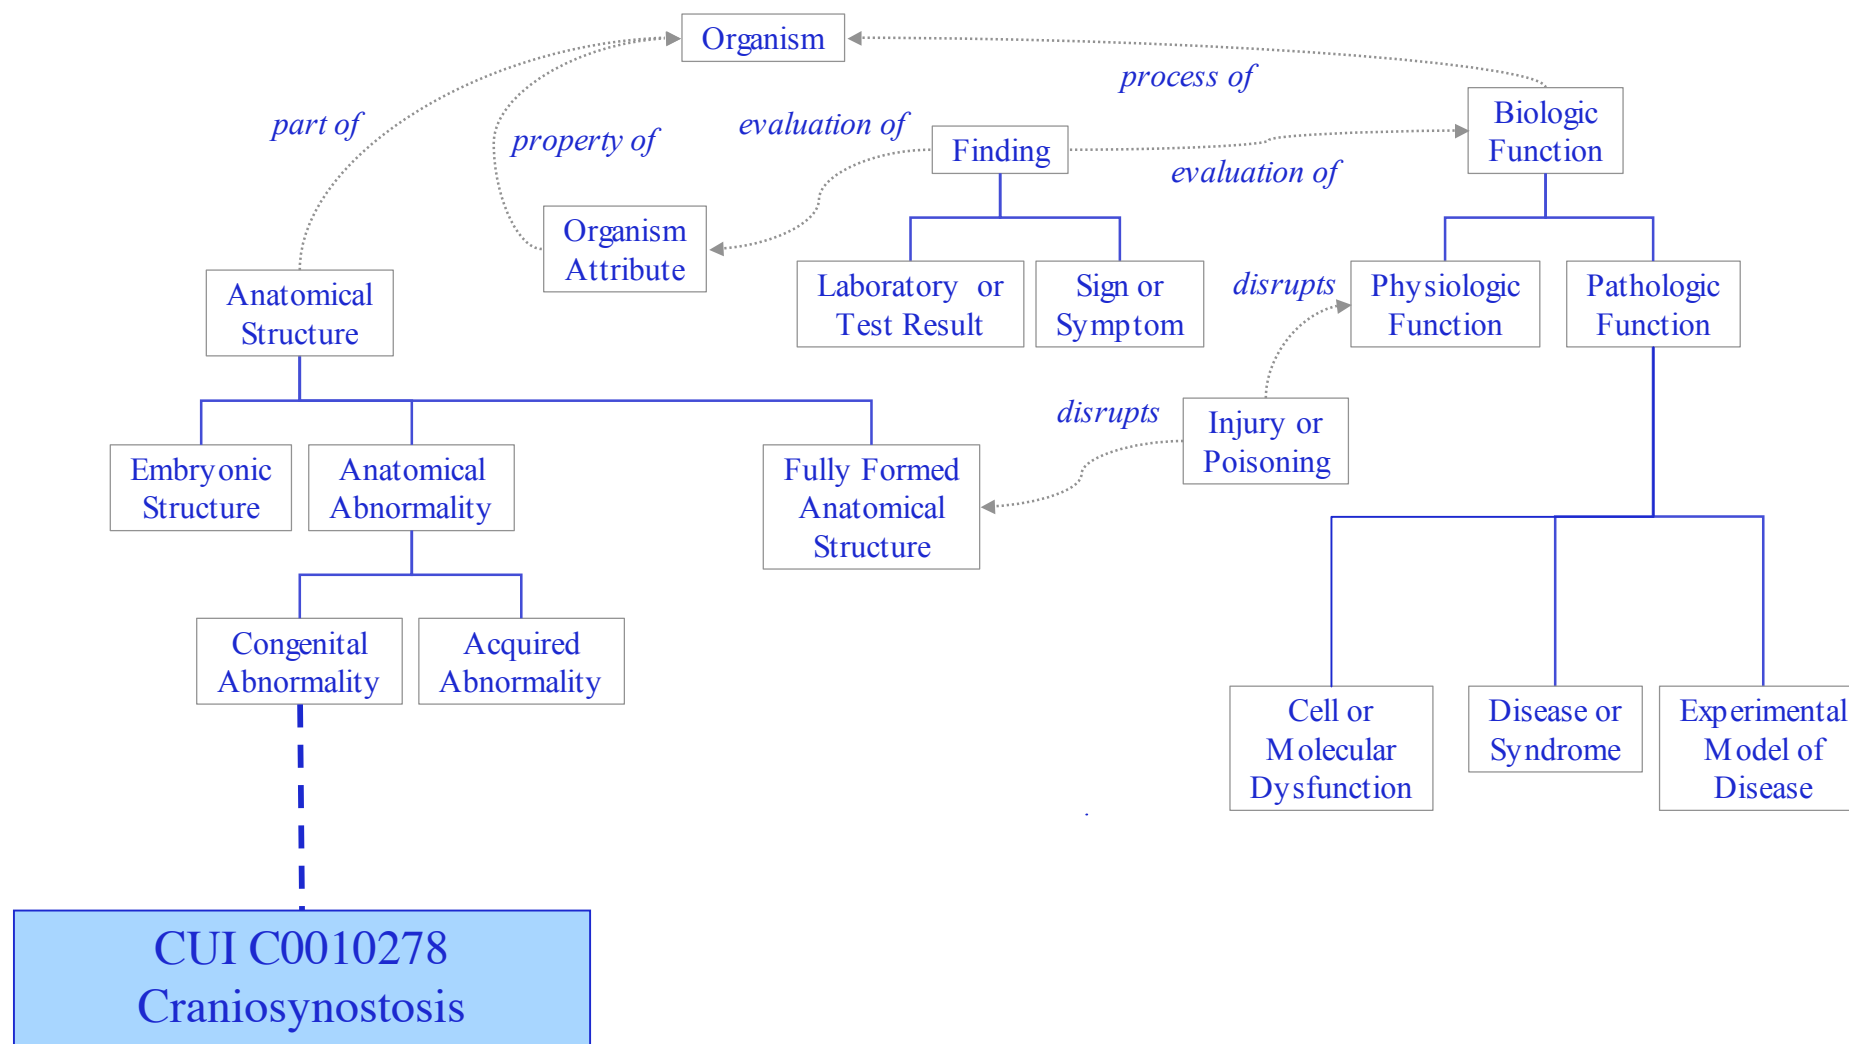 Organism
process of
part of
property of
evaluation of
Finding
evaluation of
Biologic
Function
Organism
Attribute
Anatomical
Structure
Laboratory or
Test Result
Sign or
Symptom
disrupts
Physiologic
Function
Pathologic
Function
disrupts
Injury or
Poisoning
Embryonic
Structure
Anatomical
Abnormality
Fully Formed
Anatomical
Structure
Congenital
Abnormality
Acquired
Abnormality
Cell or
Molecular
Dysfunction
Disease or
Syndrome
Experimental
Model of
Disease
CUI C0010278
Craniosynostosis